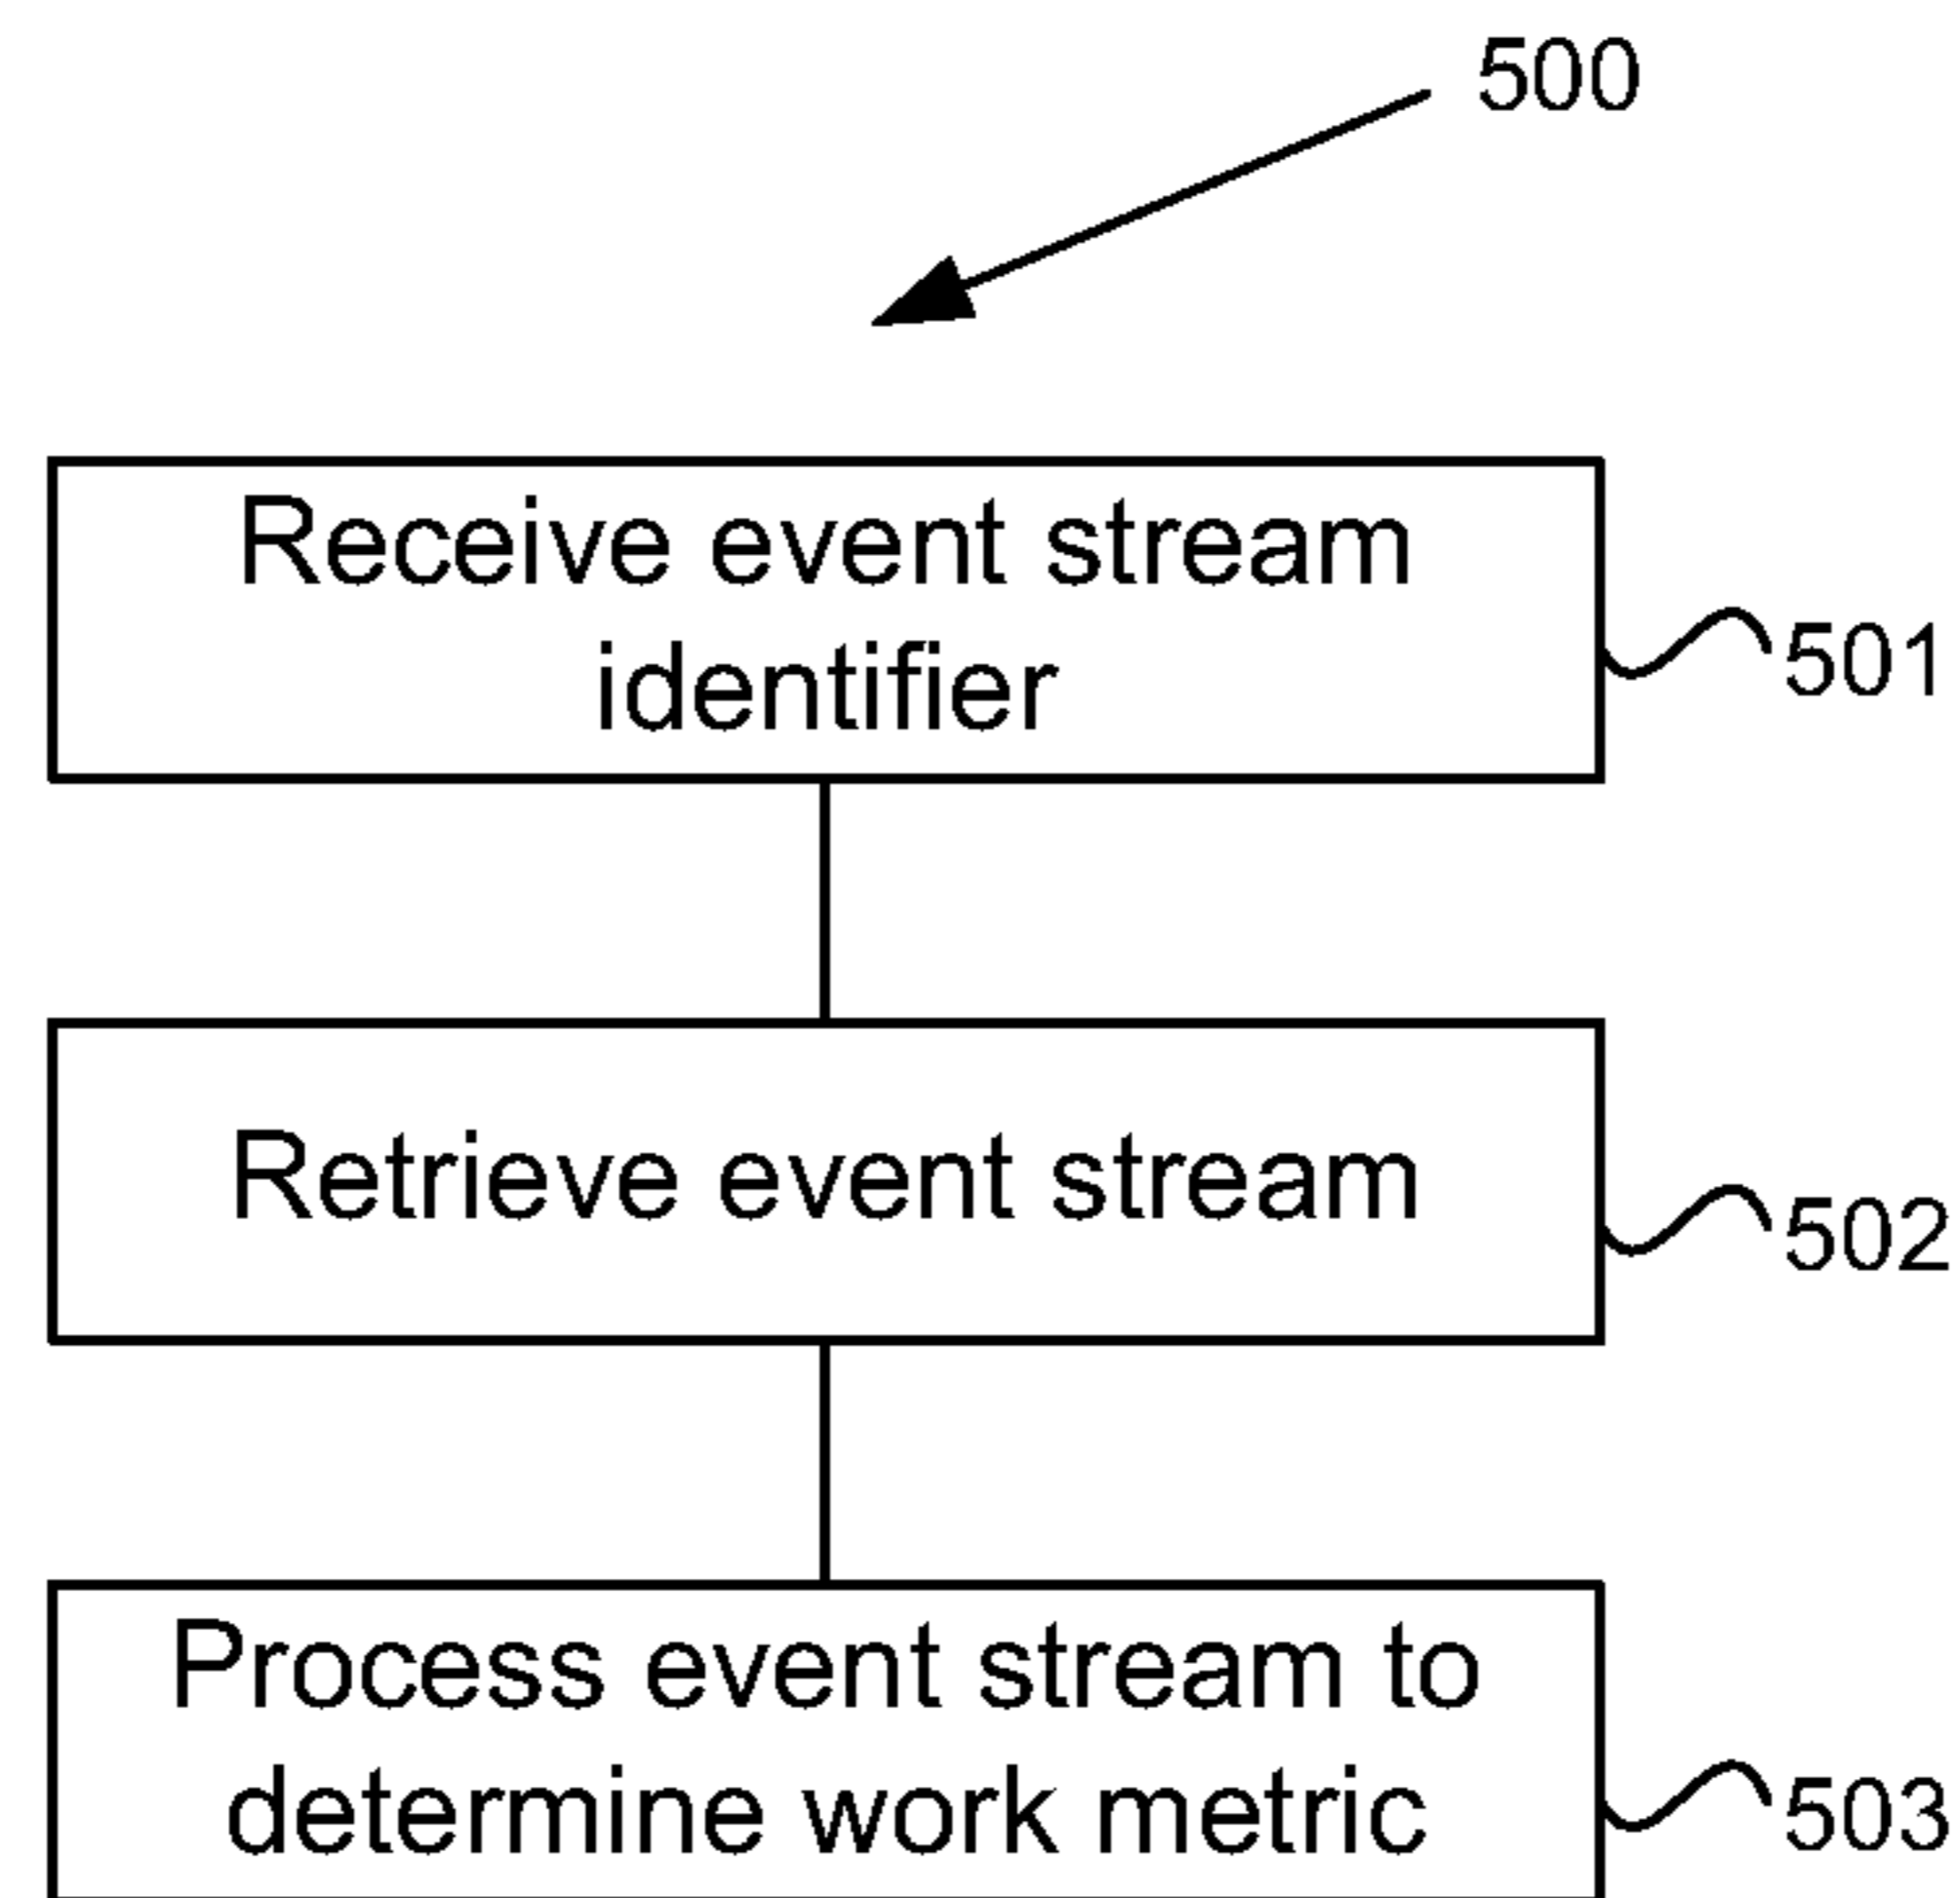 500
Receive event stream
identifier
501
Retrieve event stream
502
Process event stream to
determine work metric
503